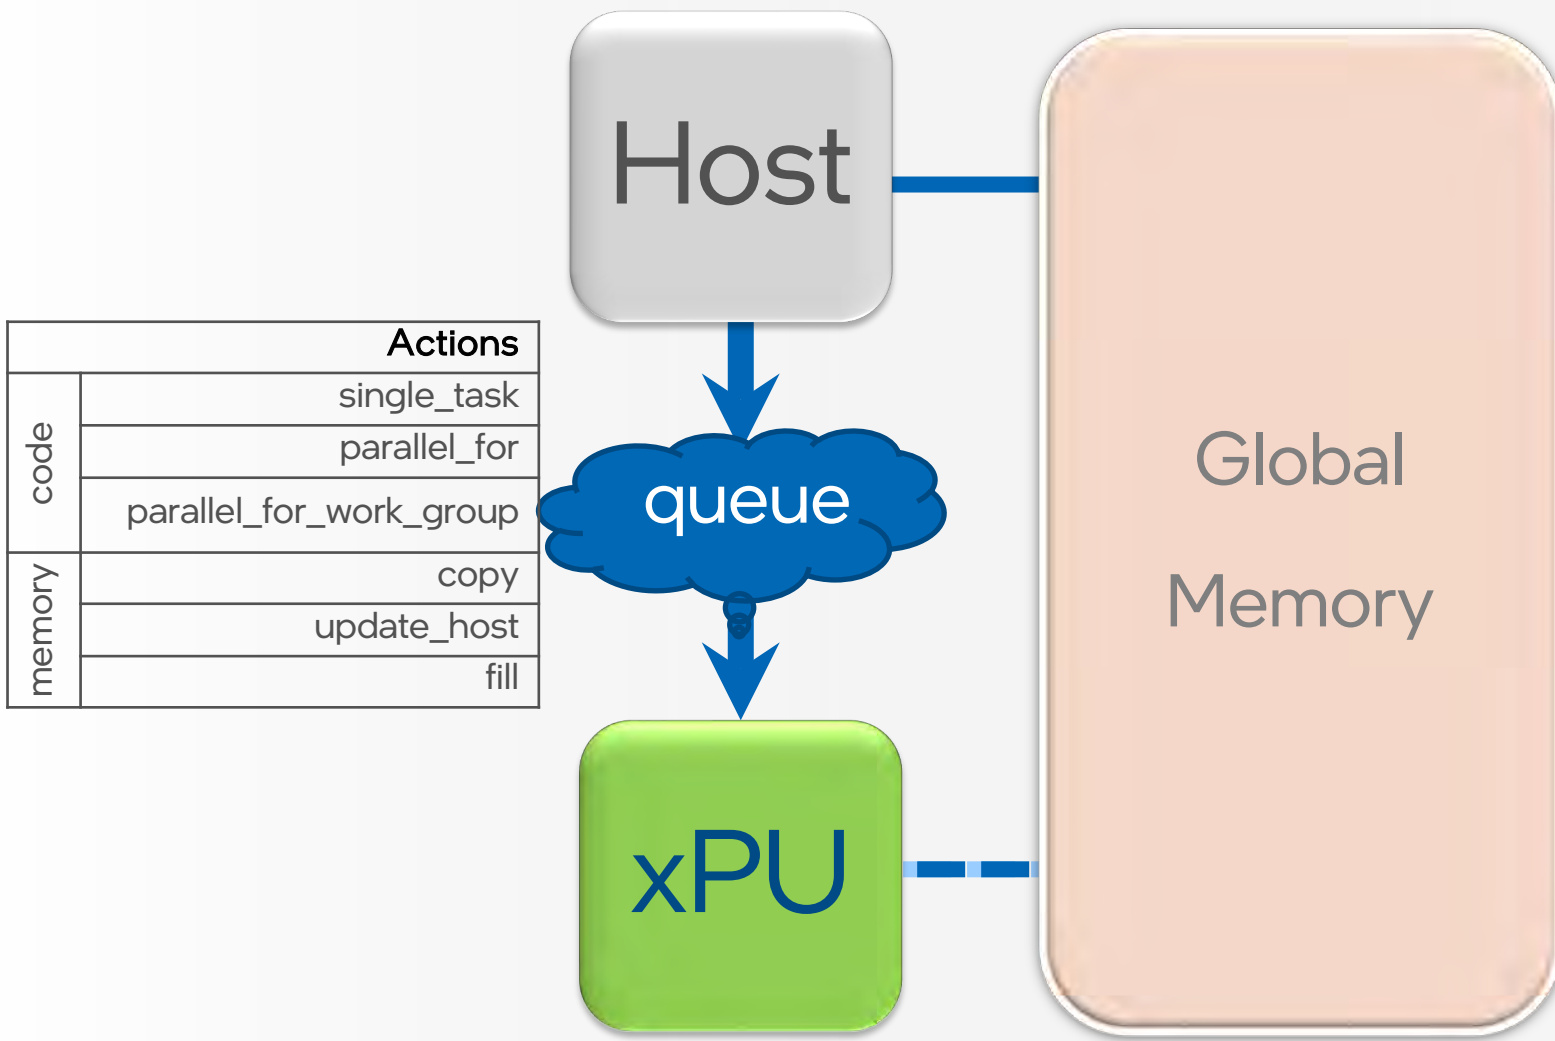 Host
Actions
code
single_task
parallel_for
parallel_for_work_group
memory
copy
update_host
fill
queue
xPU
Global
Memory